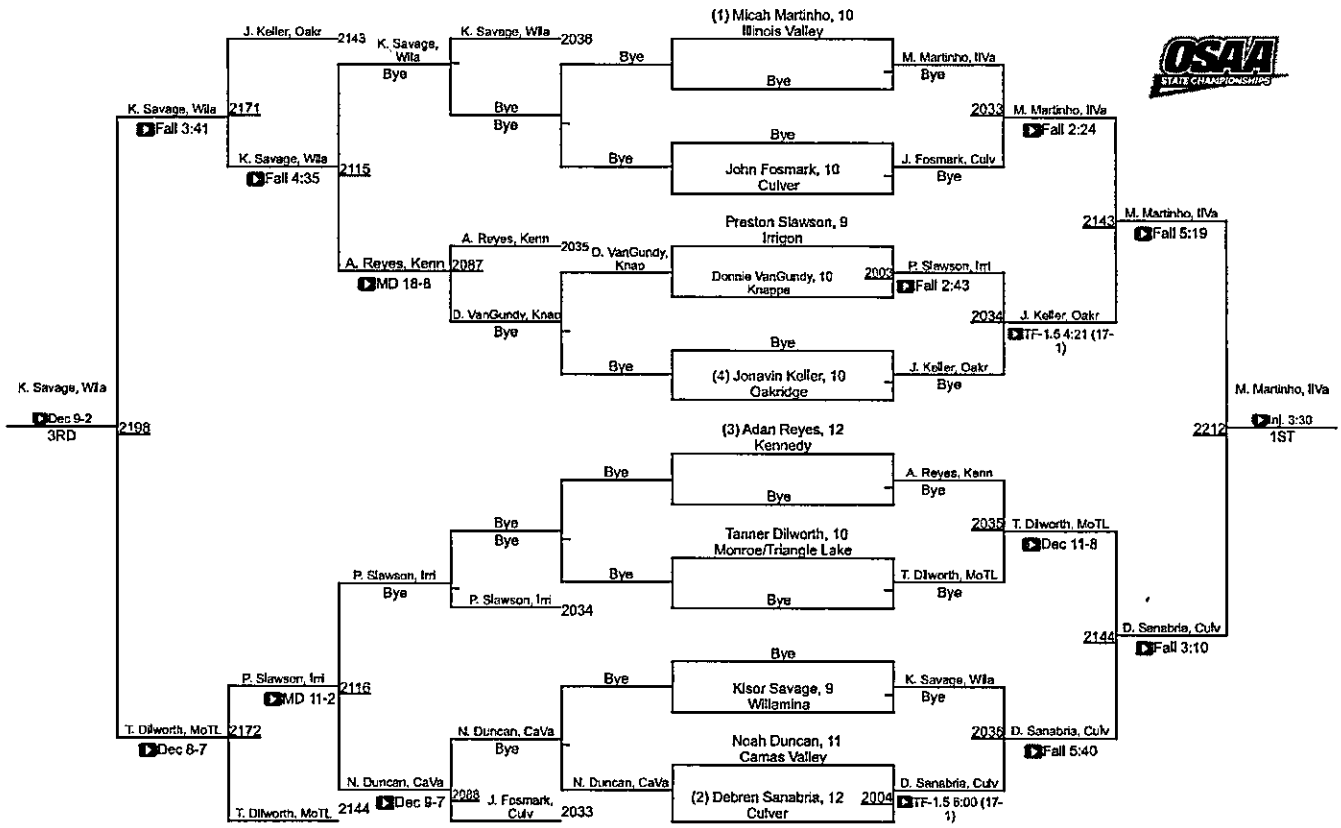 OSAA
STATE CHAMPIONSHIPS
K. Savage, Wila
Dec 9-2
3RD
2198
K. Savage, Wila
Fall 3:41
2171
J. Keller, Oakr
2143
K. Savage, Wila
Fall 4:35
2115
K. Savage,
Wila
Bye
K. Savage, Wila
2036
Bye
Bye
A. Reyes, Kenn
MD 18-8
2087
A. Reyes, Kenn
2035
D. VanGundy, Knap
Bye
D. VanGundy,
Knap
Bye
Bye
Bye
Bye
(1) Micah Martinho, 10
Illinois Valley
Bye
John Fosmark, 10
Culver
Preston Slawson, 9
Irrigon
Donnie VanGundy, 10
Knappa
2003
Bye
(4) Jonavin Keller, 10
Oakridge
M. Martinho, IlVa
Bye
J. Fosmark, Culv
Bye
P. Slawson, Irri
Fall 2:43
J. Keller, Oakr
Bye
2033
M. Martinho, IlVa
Fall 2:24
2034
J. Keller, Oakr
TF-1.5 4:21 (17-
1)
2143
M. Martinho, IlVa
Fall 5:19
T. Dilworth, MoTL
Dec 8-7
2172
P. Slawson, Irri
MD 11-2
2116
T. Dilworth, MoTL
2144
P. Slawson, Irri
Bye
Bye
Bye
P. Slawson, Irri
2034
N. Duncan, CaVa
Dec 9-7
2088
N. Duncan, CaVa
Bye
J. Fosmark,
Culv
2033
Bye
Bye
Bye
N. Duncan, CaVa
(3) Adan Reyes, 12
Kennedy
Bye
Tanner Dilworth, 10
Monroe/Triangle Lake
Bye
Bye
Kisor Savage, 9
Willamina
Noah Duncan, 11
Camas Valley
(2) Debren Sanabria, 12
Culver
2004
A. Reyes, Kenn
Bye
T. Dilworth, MoTL
Bye
K. Savage, Wila
Bye
D. Sanabria, Culv
TF-1.5 6:00 (17-
1)
2035
T. Dilworth, MoTL
Dec 11-8
2036
D. Sanabria, Culv
Fall 5:40
2144
D. Sanabria, Culv
Fall 3:10
2212
M. Martinho, IlVa
Inj. 3:30
1ST